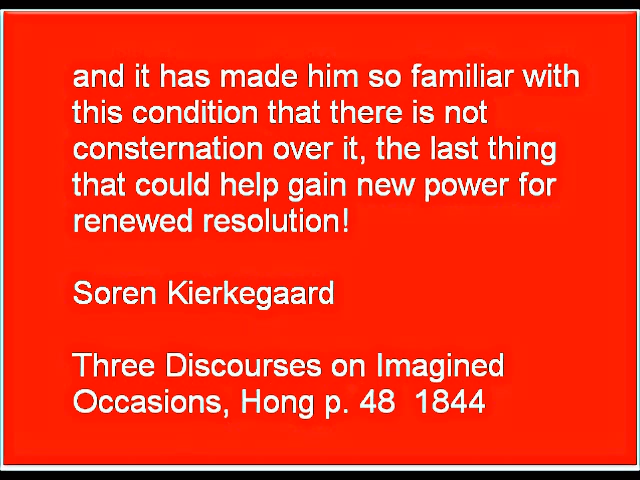 and it has made him so familiar with
this condition that there is not
consternation over it, the last thing
that could help gain new power for
renewed resolution!
Soren Kierkegaard
Three Discourses on Imagined
Occasions, Hong p. 48  1844